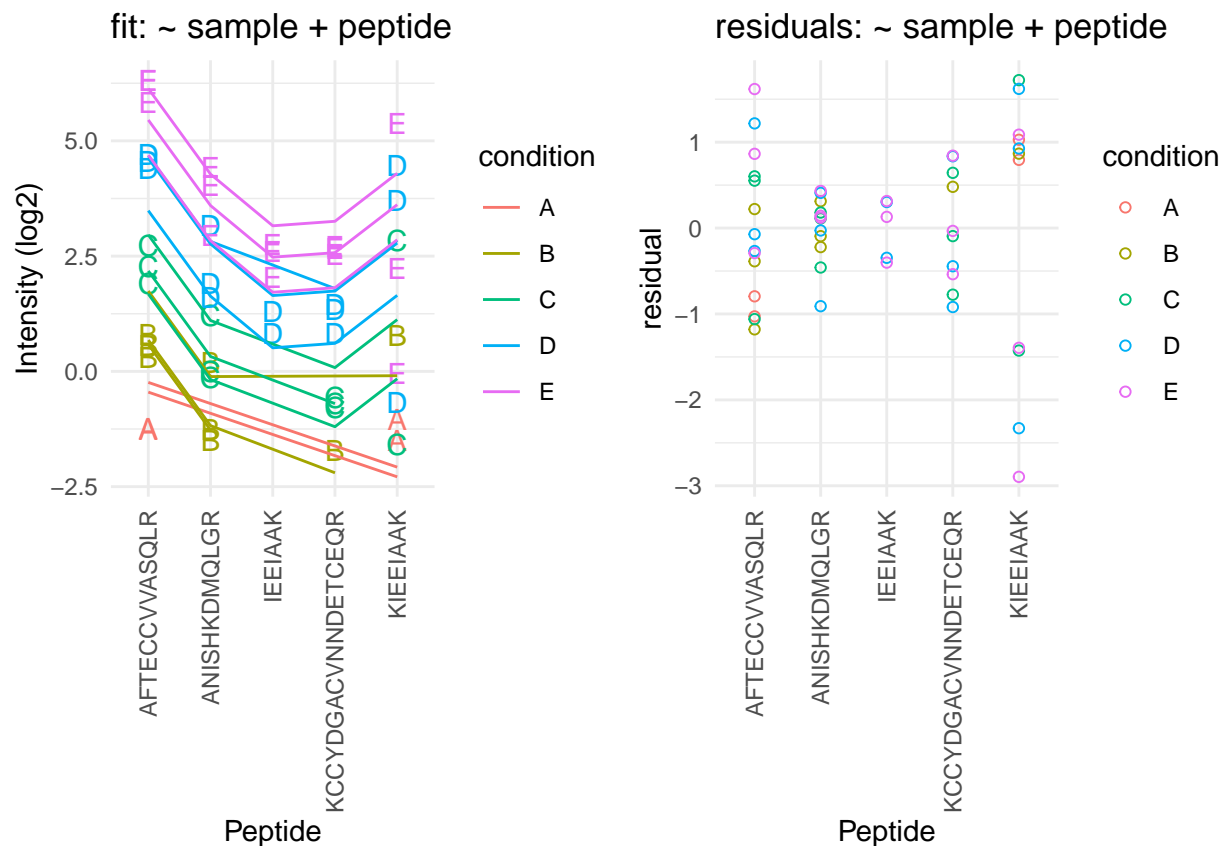 fit: ~ sample + peptide
Intensity (log2)
5.0
2.5
0.0
−2.5
E
E
D
D
D
C
C
C
B
B
B
A
E
E
D
E
D
D
C
B
C
C
B
B
B
E
E
E
D
D
E
E
E
D
D
D
C
C
C
B
E
D
D
C
E
B
E
D
A
A
C
AFTECCVVASQLR
ANISHKDMQLGR
IEEIAAK
KCCYDGACVNNDETCEQR
KIEEIAAK
Peptide
condition
A
B
C
D
E
residuals: ~ sample + peptide
residual
1
0
−1
−2
−3
AFTECCVVASQLR
ANISHKDMQLGR
IEEIAAK
KCCYDGACVNNDETCEQR
KIEEIAAK
Peptide
condition
A
B
C
D
E